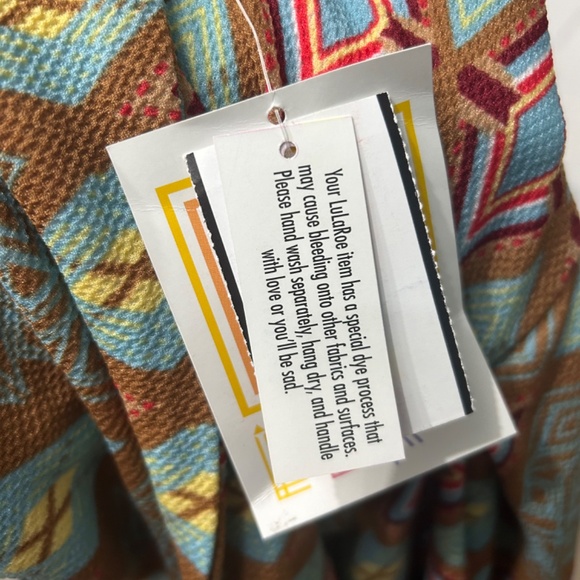 Your LuLaRoe item has a special dye process that
may cause bleeding onto other fabrics and surfaces.
Please hand wash separately, hang dry, and handle
with love or you'll be sad.